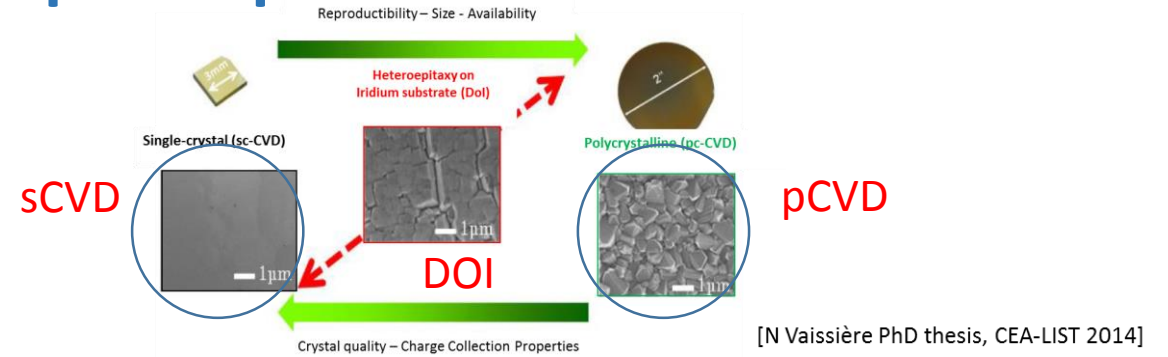 Reproductibility – Size - Availability
3mm
Heteroepitaxy on
Iridium substrate (DoI)
2"
Single-crystal (sc-CVD)
Polycrystalline (pc-CVD)
sCVD
pCVD
1µm
1µm
1µm
DOI
Crystal quality – Charge Collection Properties
[N Vaissière PhD thesis, CEA-LIST 2014]